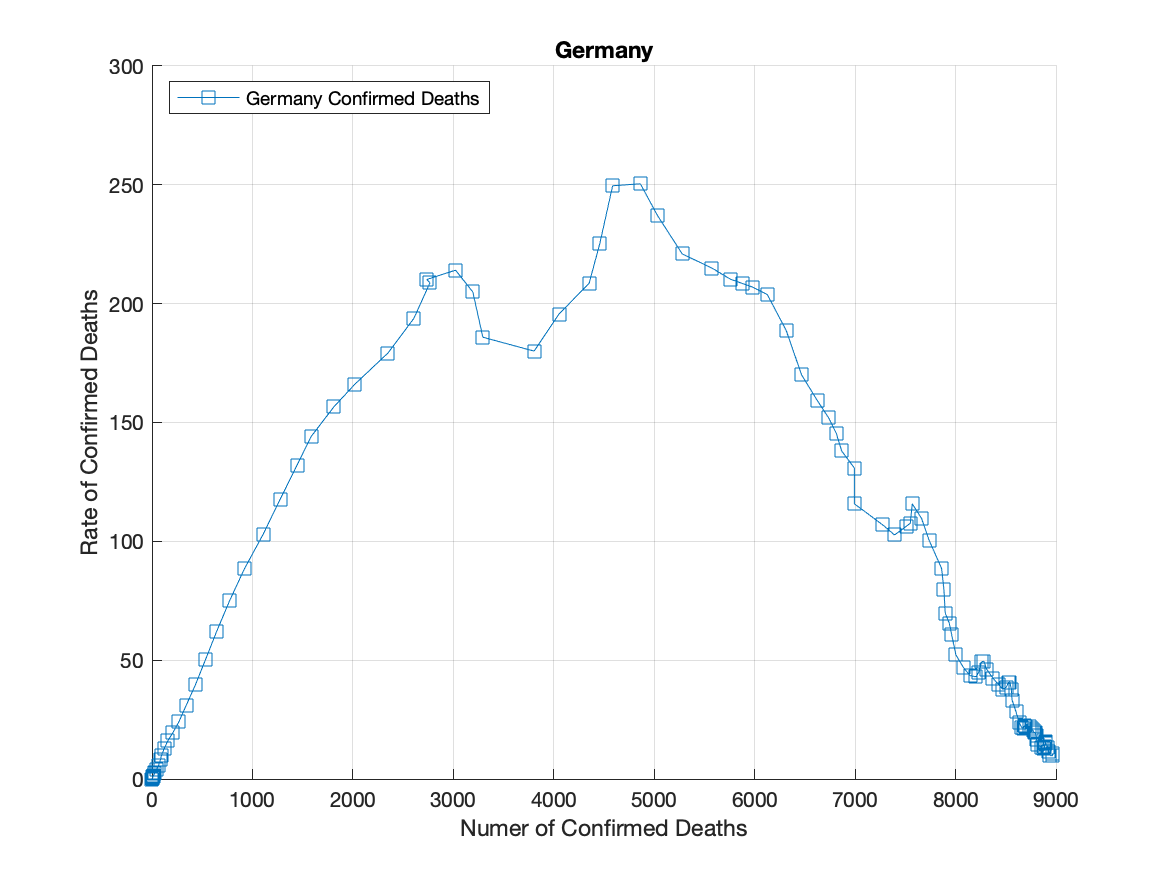 Germany
300
Germany Confirmed Deaths
250
200
150
100
50
0
Rate of Confirmed Deaths
0 1000 2000 3000 4000 5000 6000 7000 8000 9000
Numer of Confirmed Deaths